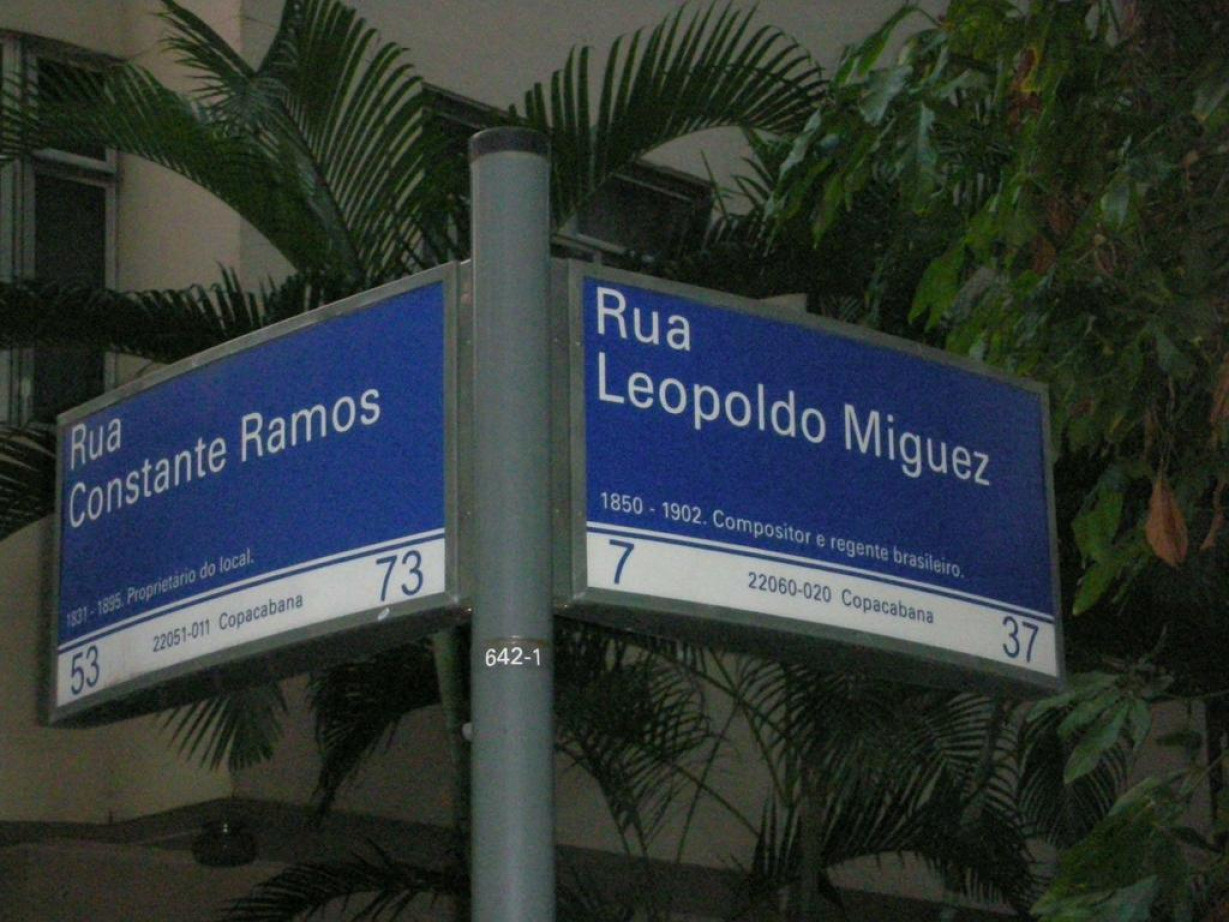 Rua
Constante Ramos
1831 - 1895. Proprietário do local.
53 22051-011 Copacabana 73
642-1
Rua
Leopoldo Miguez
1850 - 1902. Compositor e regente brasileiro.
7 22060-020 Copacabana 37